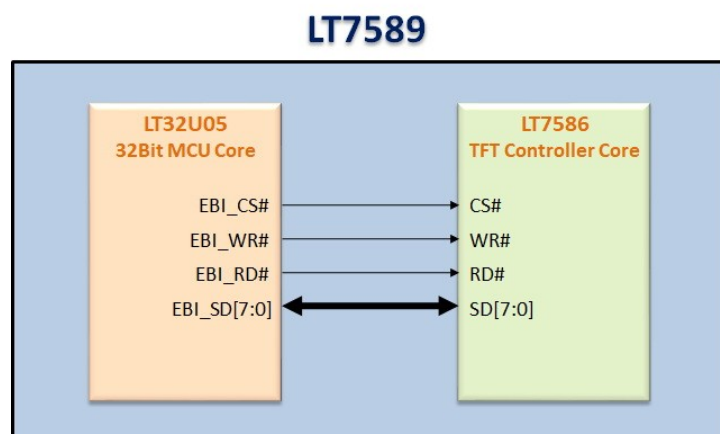 LT7589
LT32U05
32Bit MCU Core
LT7586
TFT Controller Core
EBI_CS#
CS#
EBI_WR#
WR#
EBI_RD#
RD#
EBI_SD[7:0]
SD[7:0]